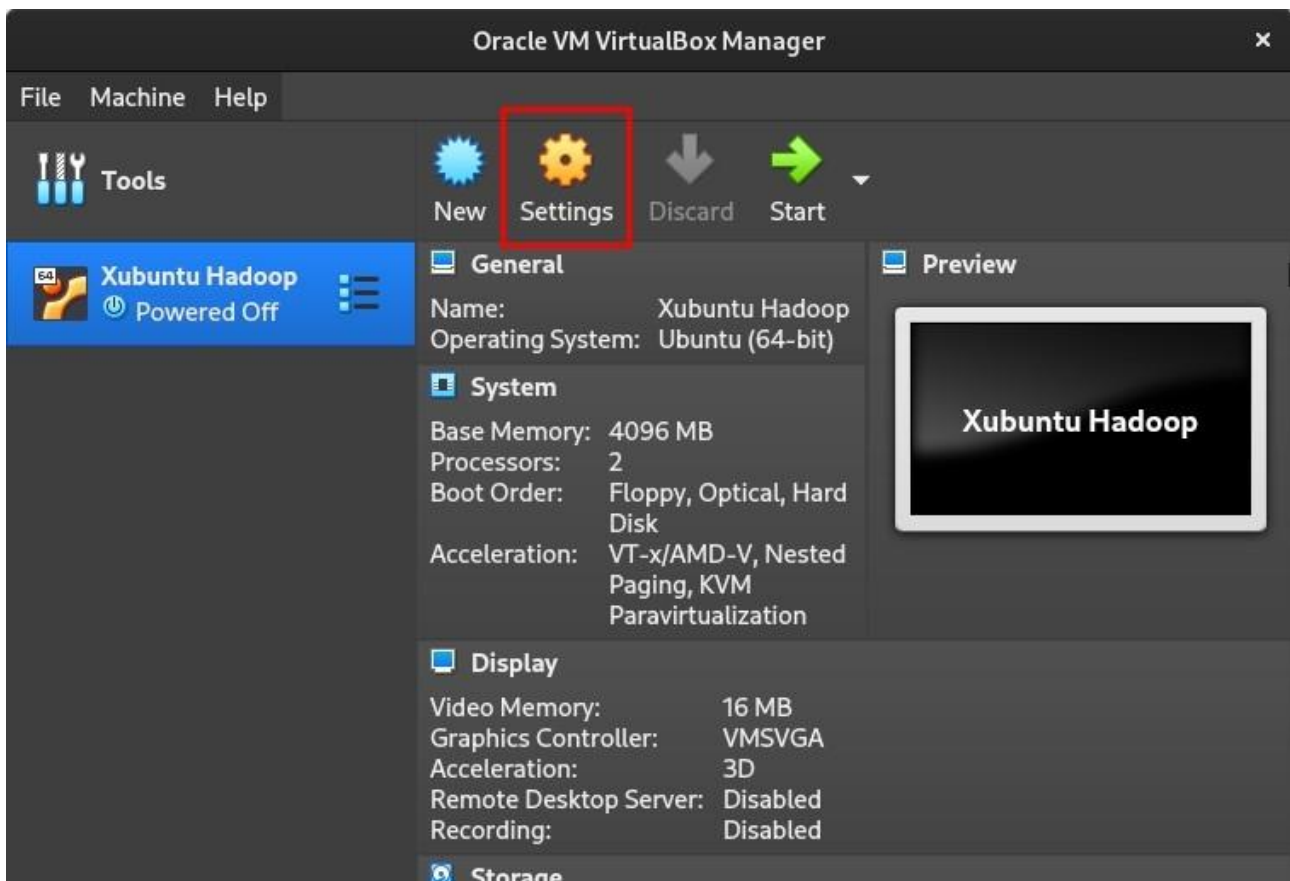 Oracle VM VirtualBox Manager
File Machine Help
Tools
New Settings Discard Start
64
Xubuntu Hadoop
Powered Off
General
Name: Xubuntu Hadoop
Operating System: Ubuntu (64-bit)
System
Base Memory: 4096 MB
Processors: 2
Boot Order: Floppy, Optical, Hard
Disk
Acceleration: VT-x/AMD-V, Nested
Paging, KVM
Paravirtualization
Preview
Xubuntu Hadoop
Display
Video Memory: 16 MB
Graphics Controller: VMSVGA
Acceleration: 3D
Remote Desktop Server: Disabled
Recording: Disabled
Storage